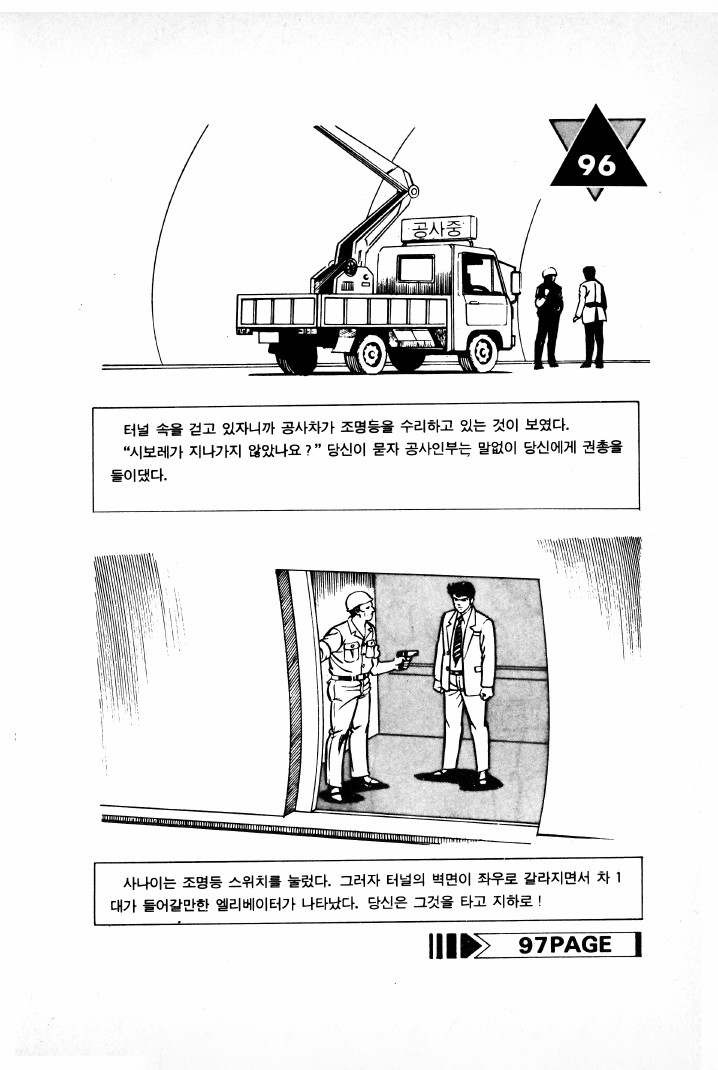 96
공사중
터널 속을 걷고 있자니까 공사차가 조명등을 수리하고 있는 것이 보였다.
“시보레가 지나가지 않았나요?” 당신이 묻자 공사인부는 말없이 당신에게 권총을
들이댔다.
사나이는 조명등 스위치를 눌렀다. 그러자 터널의 벽면이 좌우로 갈라지면서 차 1
대가 들어갈만한 엘리베이터가 나타났다. 당신은 그것을 타고 지하로!
97PAGE